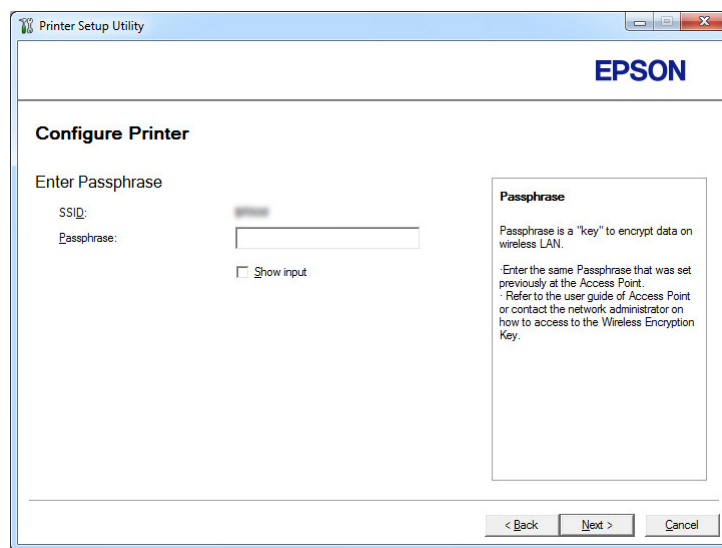 Printer Setup Utility
EPSON
Configure Printer
Enter Passphrase
SSID:
Passphrase:
Show input
Passphrase
Passphrase is a "key" to encrypt data on
wireless LAN.
·Enter the same Passphrase that was set
previously at the Access Point.
· Refer to the user guide of Access Point
or contact the network administrator on
how to access to the Wireless Encryption
Key.
< Back
Next >
Cancel